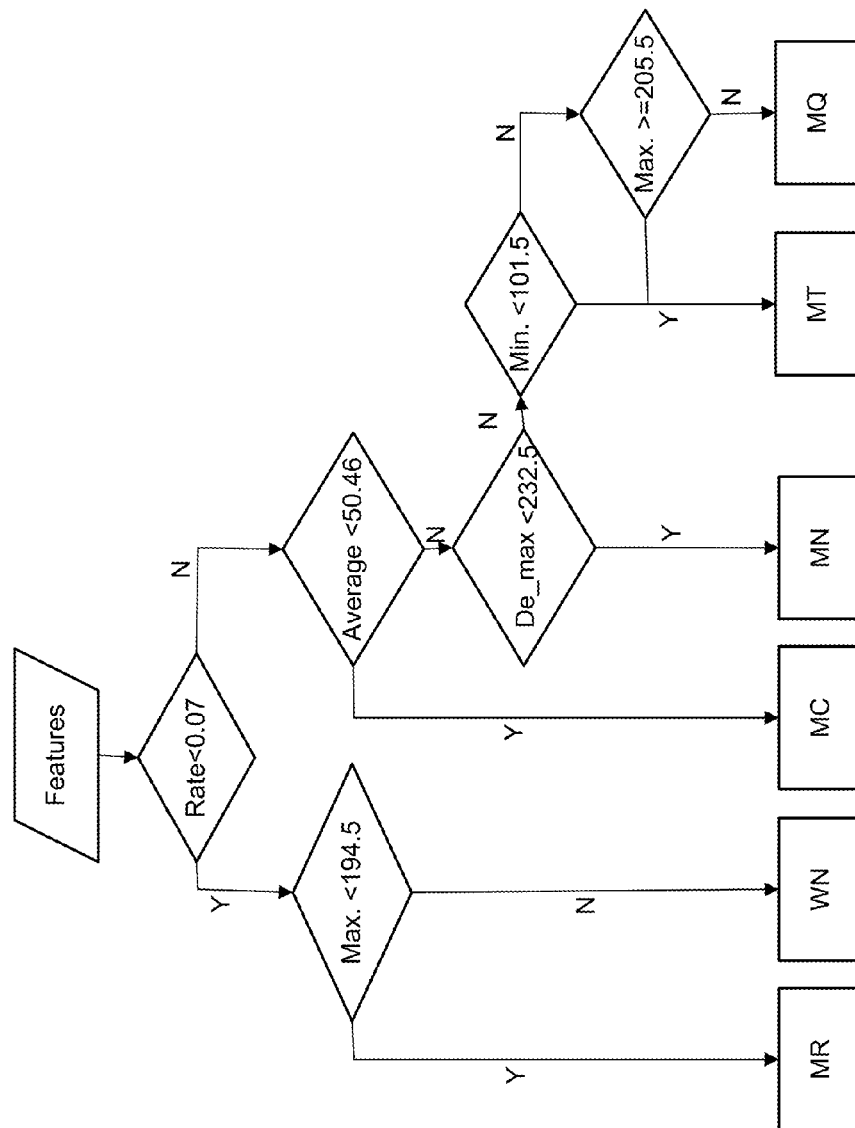 Features
Rate<0.07
Y
N
Max. <194.5
Average <50.46
Y
N
Y
N
De_max <232.5
N
Y
Min. <101.5
N
Y
Max. >=205.5
N
MR
WN
MC
MN
MT
MQ